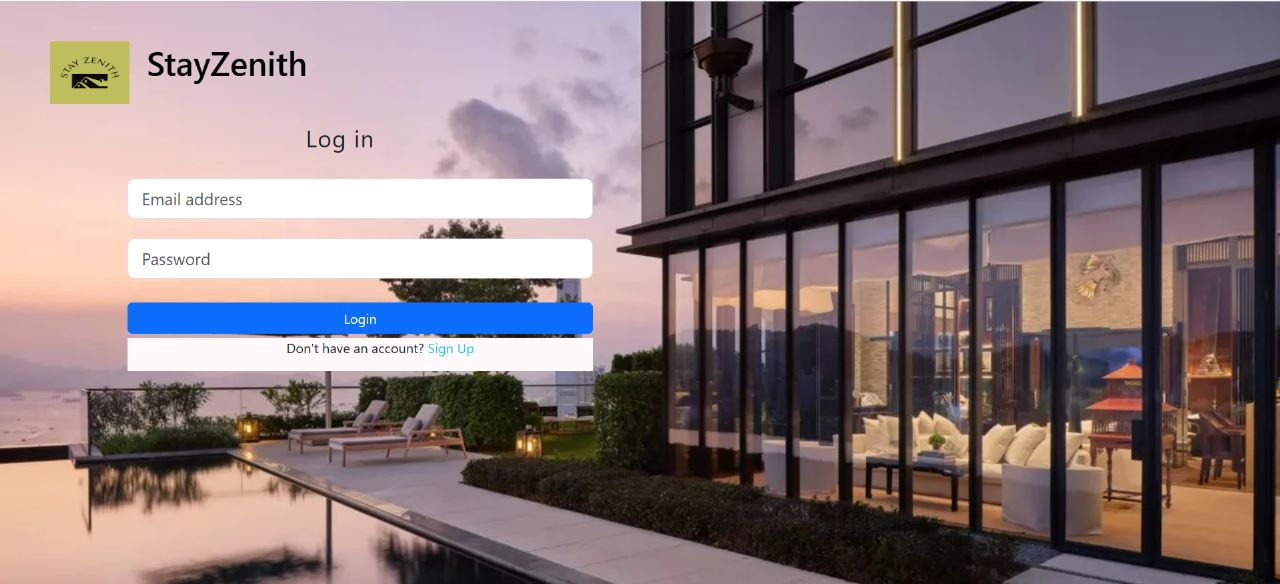 STAY ZENITH
StayZenith
Log in
Email address
Password
Login
Don't have an account? Sign Up